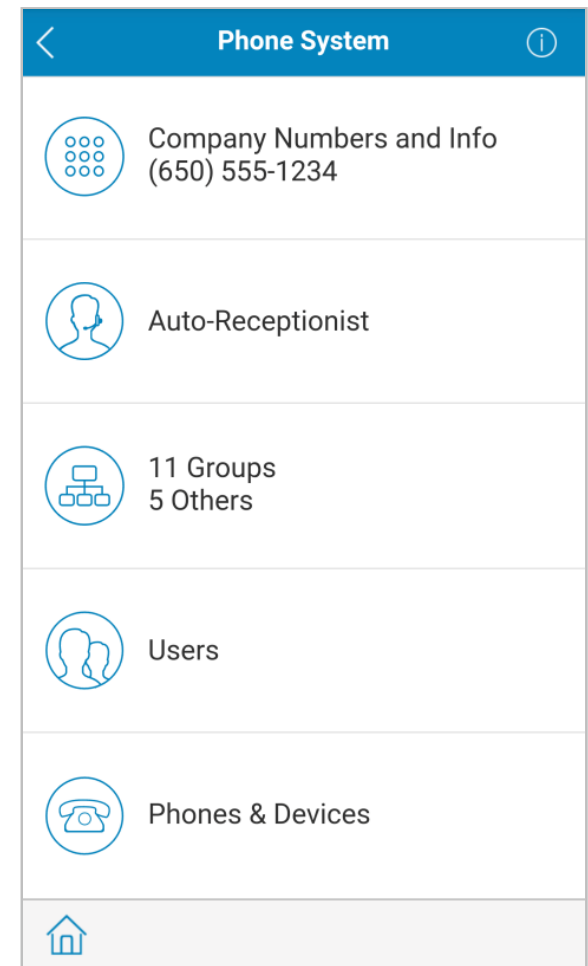 Phone System
Company Numbers and Info
(650) 555-1234
Auto-Receptionist
11 Groups
5 Others
Users
Phones & Devices